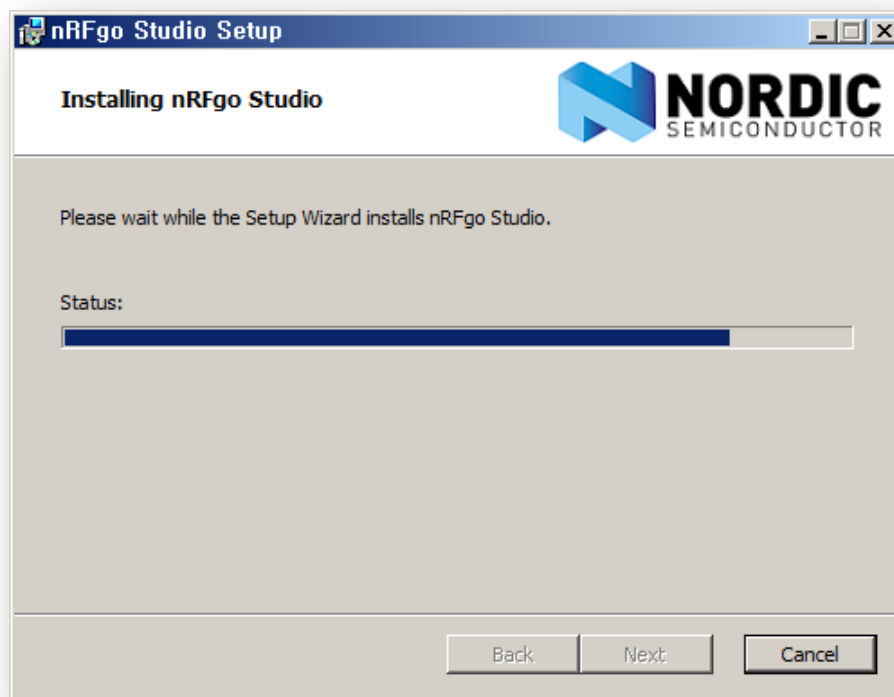 nRFgo Studio Setup
Installing nRFgo Studio
NORDIC
SEMICONDUCTOR
Please wait while the Setup Wizard installs nRFgo Studio.
Status:
Back Next Cancel